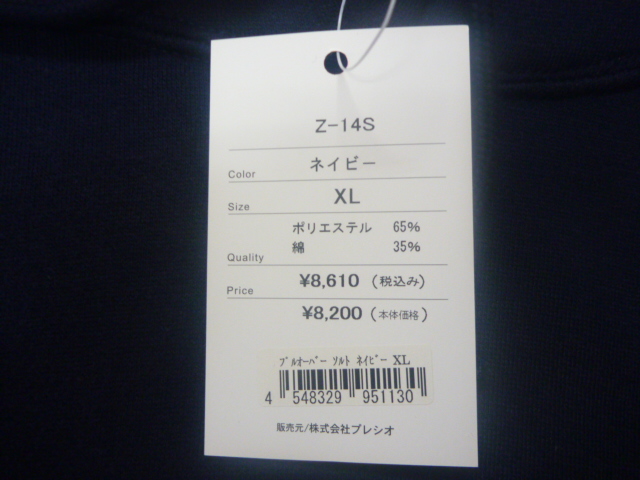 Z-14S
Color ネイビー
Size XL
ポリエステル 65%
綿 35%
Quality
Price ¥8,610 (税込み)
¥8,200 (本体価格)
ﾌﾟﾙｵｰﾊﾞｰ ｿﾙﾄ ﾈｲﾋﾞｰ XL
4 548329 951130
販売元/株式会社プレシオ